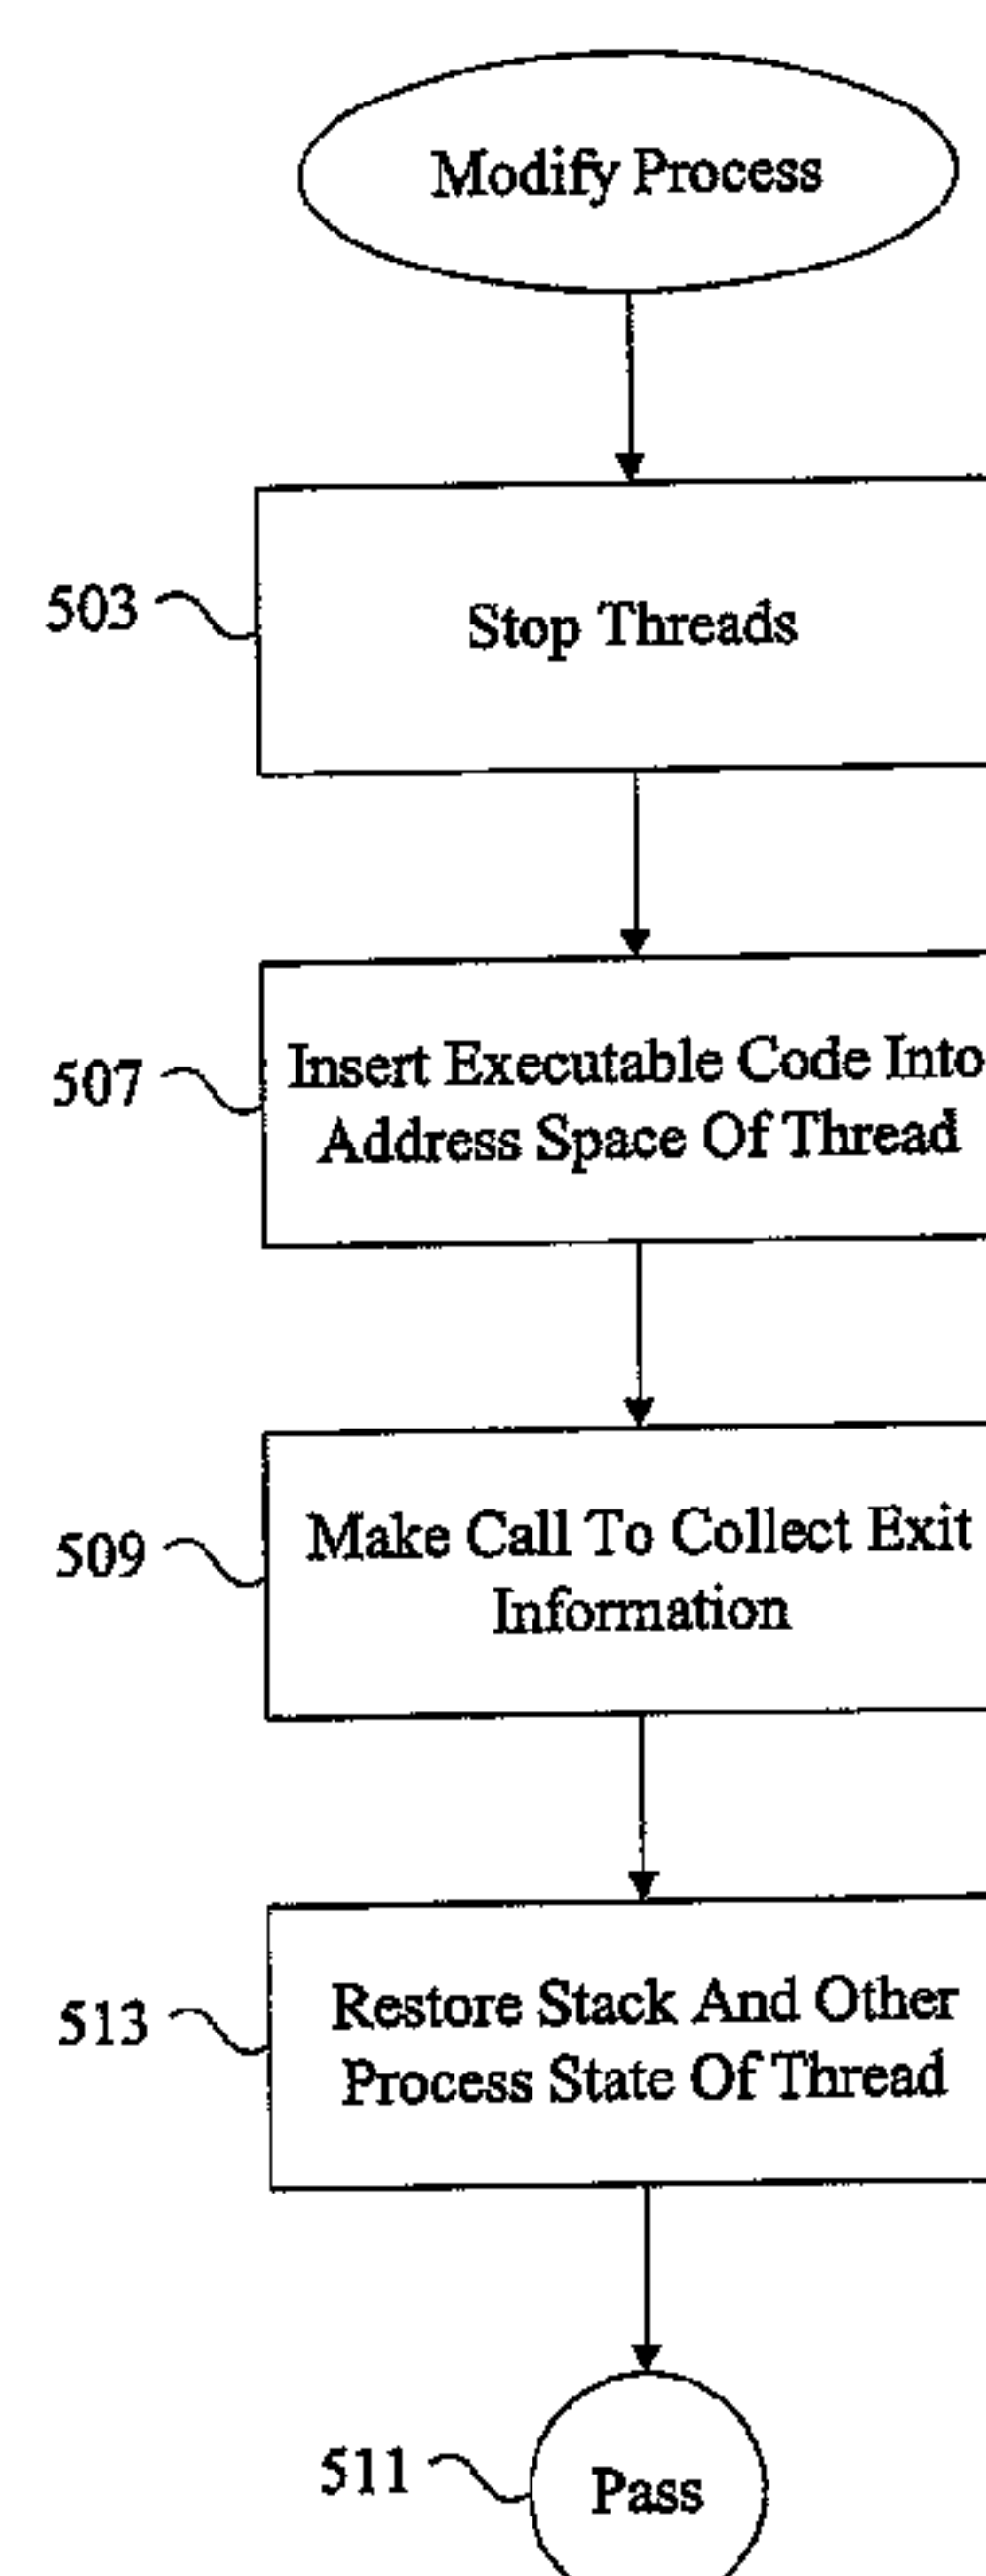 Modify Process
503
Stop Threads
507
Insert Executable Code Into
Address Space Of Thread
509
Make Call To Collect Exit
Information
513
Restore Stack And Other
Process State Of Thread
511
Pass